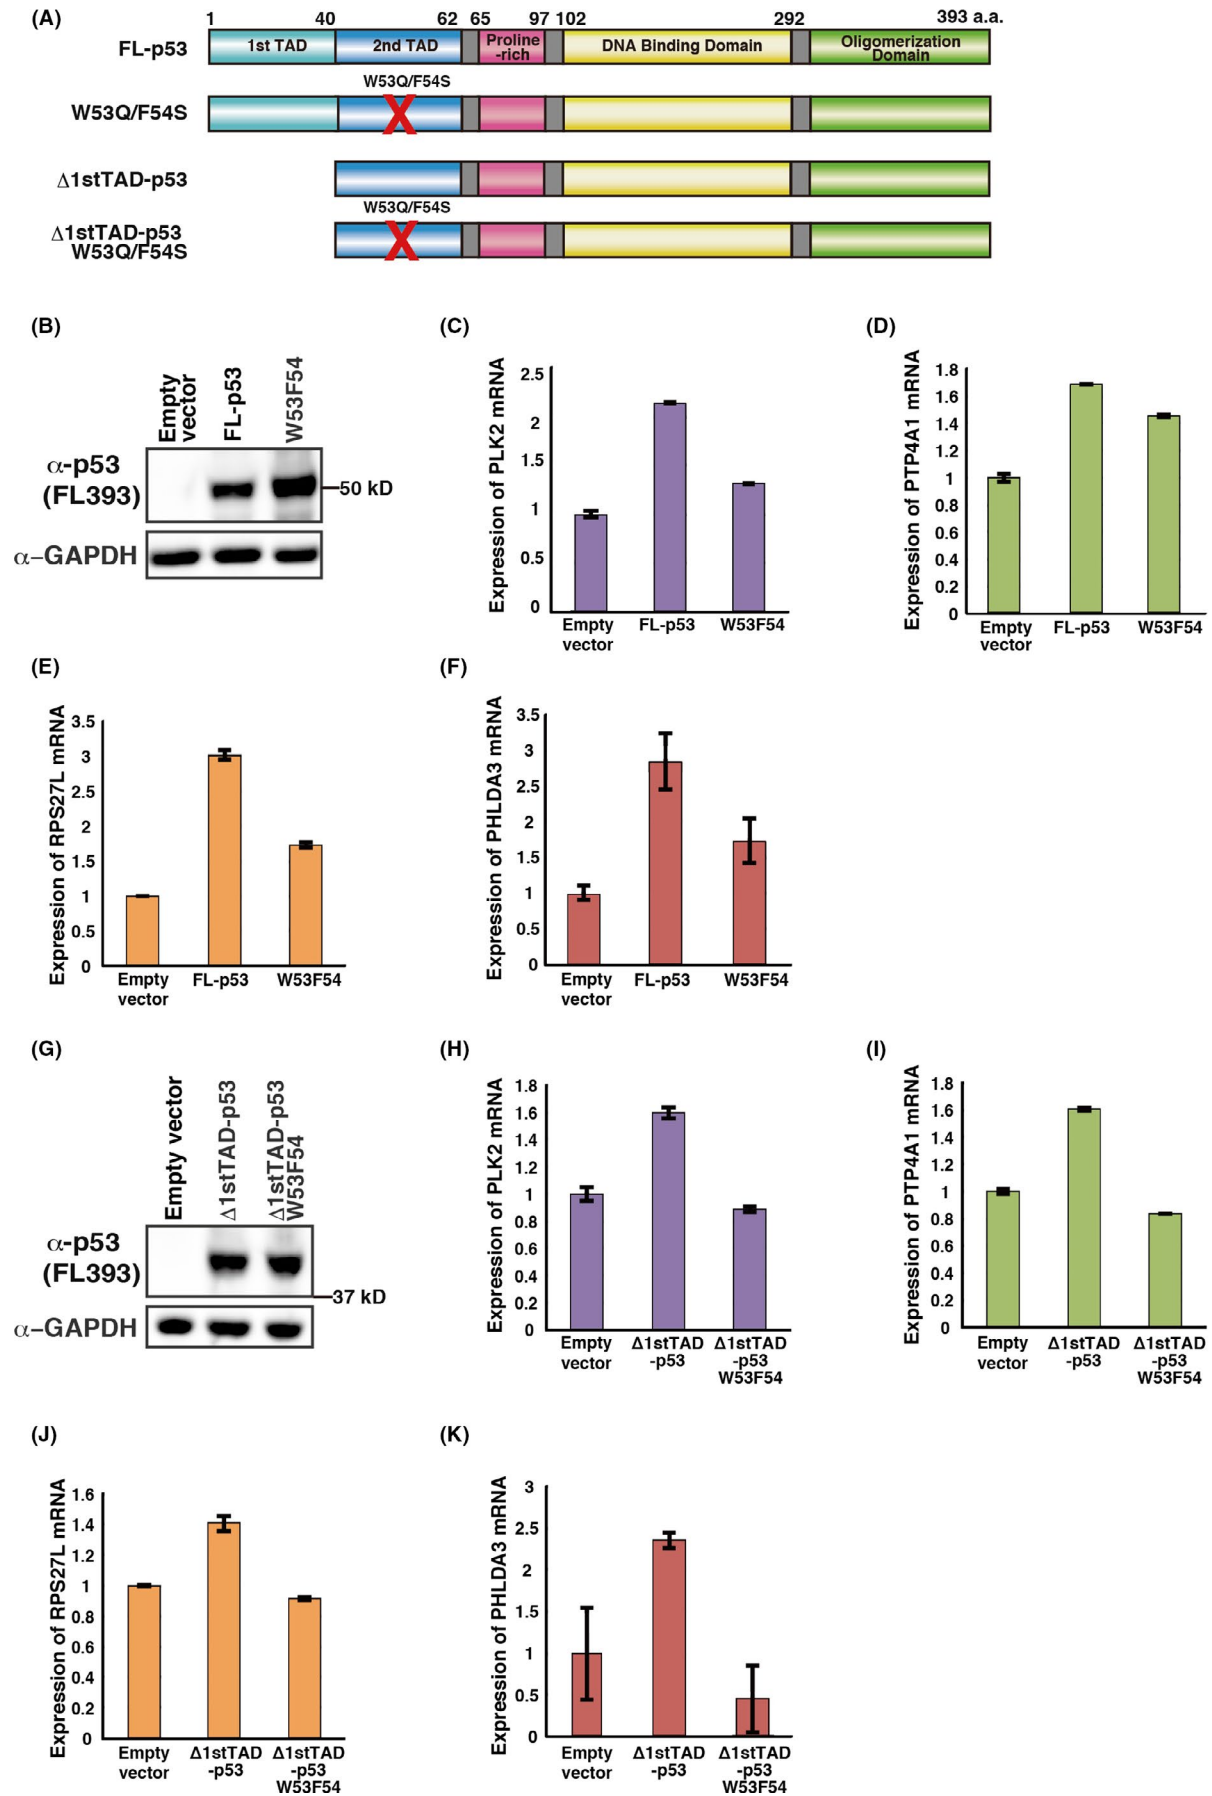 (A)
1 40 62 65 97 102 292 393 a.a.
FL-p53
1st TAD
2nd TAD
Proline
-rich
DNA Binding Domain
Oligomerization
Domain
W53Q/F54S
W53Q/F54S
X
Δ1stTAD-p53
W53Q/F54S
Δ1stTAD-p53
W53Q/F54S
X
(B)
Empty
vector
FL-p53
W53F54
α-p53
(FL393)
50 kD
α–GAPDH
(C)
Expression of PLK2 mRNA
2.5
2
1.5
1
0.5
0
Empty
vector
FL-p53
W53F54
(D)
Expression of PTP4A1 mRNA
1.8
1.6
1.4
1.2
1
0.8
0.6
0.4
0.2
0
Empty
vector
FL-p53
W53F54
(E)
Expression of RPS27L mRNA
3.5
3
2.5
2
1.5
1
0.5
0
Empty
vector
FL-p53
W53F54
(F)
Expression of PHLDA3 mRNA
3.5
3
2.5
2
1.5
1
0.5
0
Empty
vector
FL-p53
W53F54
(G)
Empty vector
Δ1stTAD-p53
Δ1stTAD-p53
W53F54
α-p53
(FL393)
37 kD
α–GAPDH
(H)
Expression of PLK2 mRNA
1.8
1.6
1.4
1.2
1
0.8
0.6
0.4
0.2
0
Empty
vector
Δ1stTAD
-p53
Δ1stTAD
-p53
W53F54
(I)
Expression of PTP4A1 mRNA
1.8
1.6
1.4
1.2
1
0.8
0.6
0.4
0.2
0
Empty
vector
Δ1stTAD
-p53
Δ1stTAD
-p53
W53F54
(J)
Expression of RPS27L mRNA
1.6
1.4
1.2
1
0.8
0.6
0.4
0.2
0
Empty
vector
Δ1stTAD
-p53
Δ1stTAD
-p53
W53F54
(K)
Expression of PHLDA3 mRNA
3
2.5
2
1.5
1
0.5
0
Empty
vector
Δ1stTAD
-p53
Δ1stTAD
-p53
W53F54